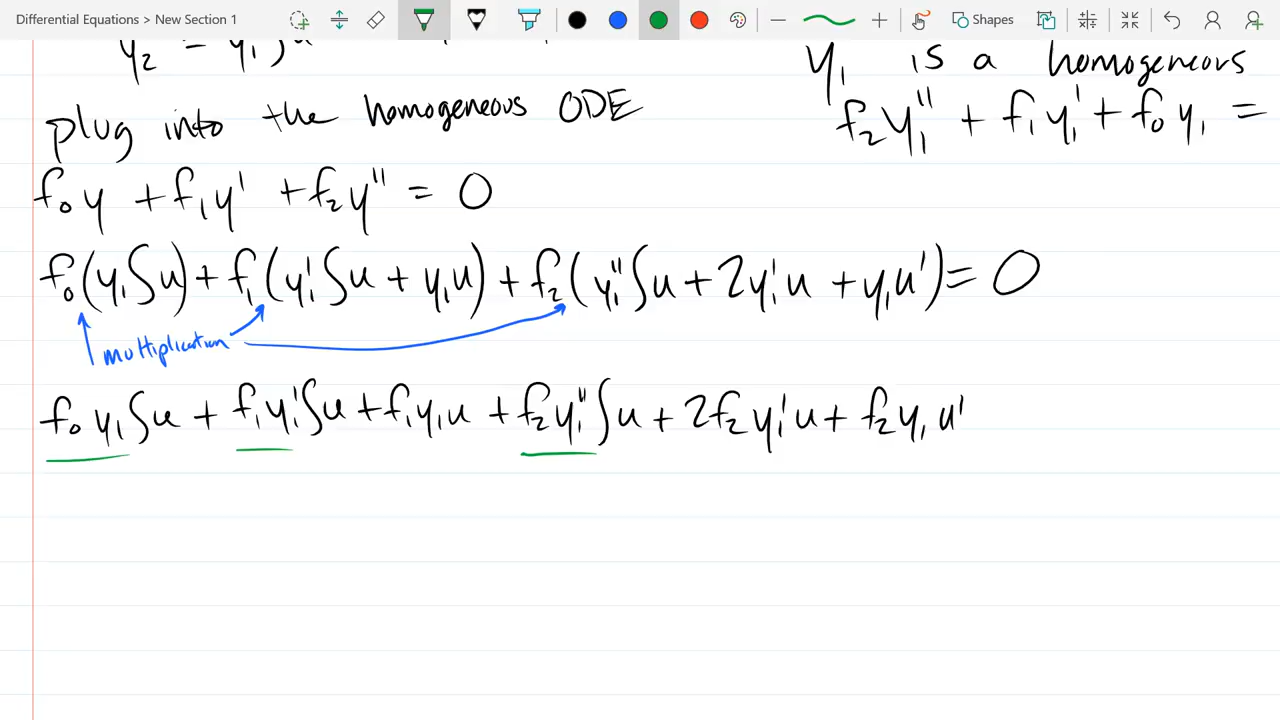 Differential Equations > New Section 1
Shapes
y₁ is a homogeneous
f₂y₁'' + f₁y₁' + f₀y₁ =
plug into the homogeneous ODE
f₀y + f₁y' + f₂y'' = 0
f₀(y₁∫u) + f₁(y₁'∫u + y₁u) + f₂(y₁''∫u + 2y₁'u + y₁u') = 0
multiplication
f₀y₁∫u + f₁y₁'∫u + f₁y₁u + f₂y₁''∫u + 2f₂y₁'u + f₂y₁u'